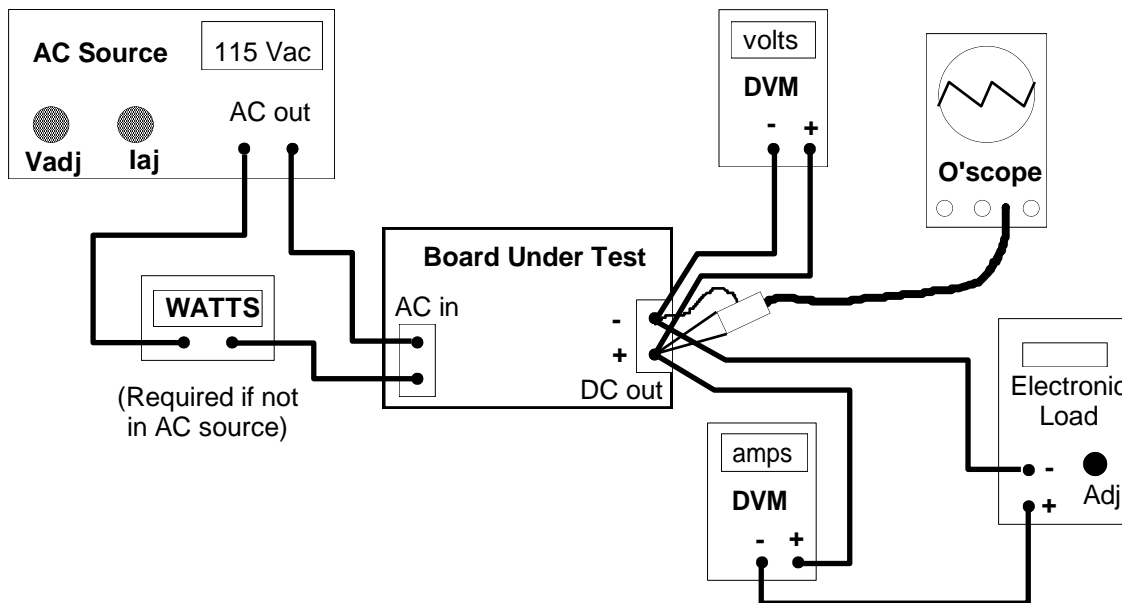 AC Source
115 Vac
AC out
Vadj
Iaj
volts
DVM
- +
O'scope
Board Under Test
AC in
-
+
DC out
WATTS
(Required if not
in AC source)
amps
DVM
- +
Electronic
Load
-
+
Adj